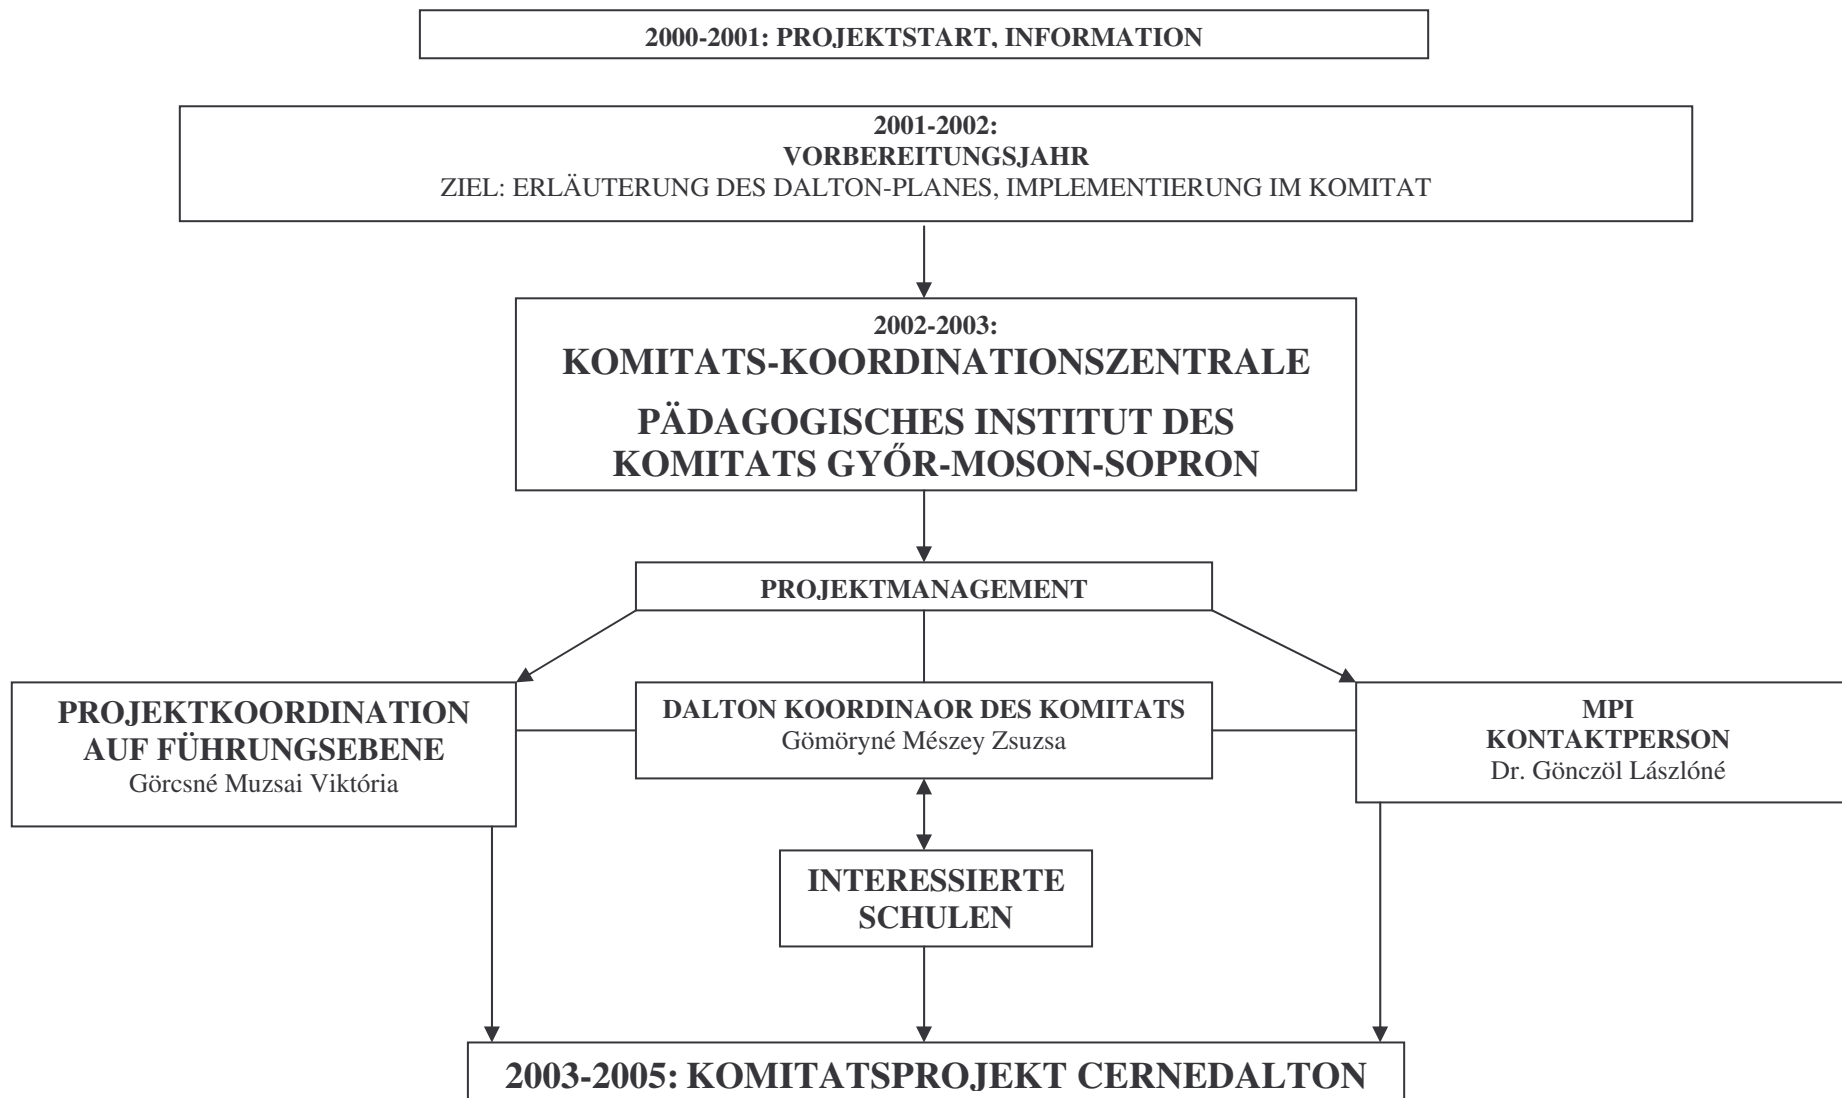 2000-2001: PROJEKTSTART, INFORMATION
2001-2002:
VORBEREITUNGSJAHR
ZIEL: ERLÄUTERUNG DES DALTON-PLANES, IMPLEMENTIERUNG IM KOMITAT
2002-2003:
KOMITATS-KOORDINATIONSZENTRALE
PÄDAGOGISCHES INSTITUT DES
KOMITATS GYŐR-MOSON-SOPRON
PROJEKTMANAGEMENT
PROJEKTKOORDINATION
AUF FÜHRUNGSEBENE
Görcsné Muzsai Viktória
DALTON KOORDINAOR DES KOMITATS
Gömöryné Mészey Zsuzsa
MPI
KONTAKTPERSON
Dr. Gönczöl Lászlóné
INTERESSIERTE
SCHULEN
2003-2005: KOMITATSPROJEKT CERNEDALTON